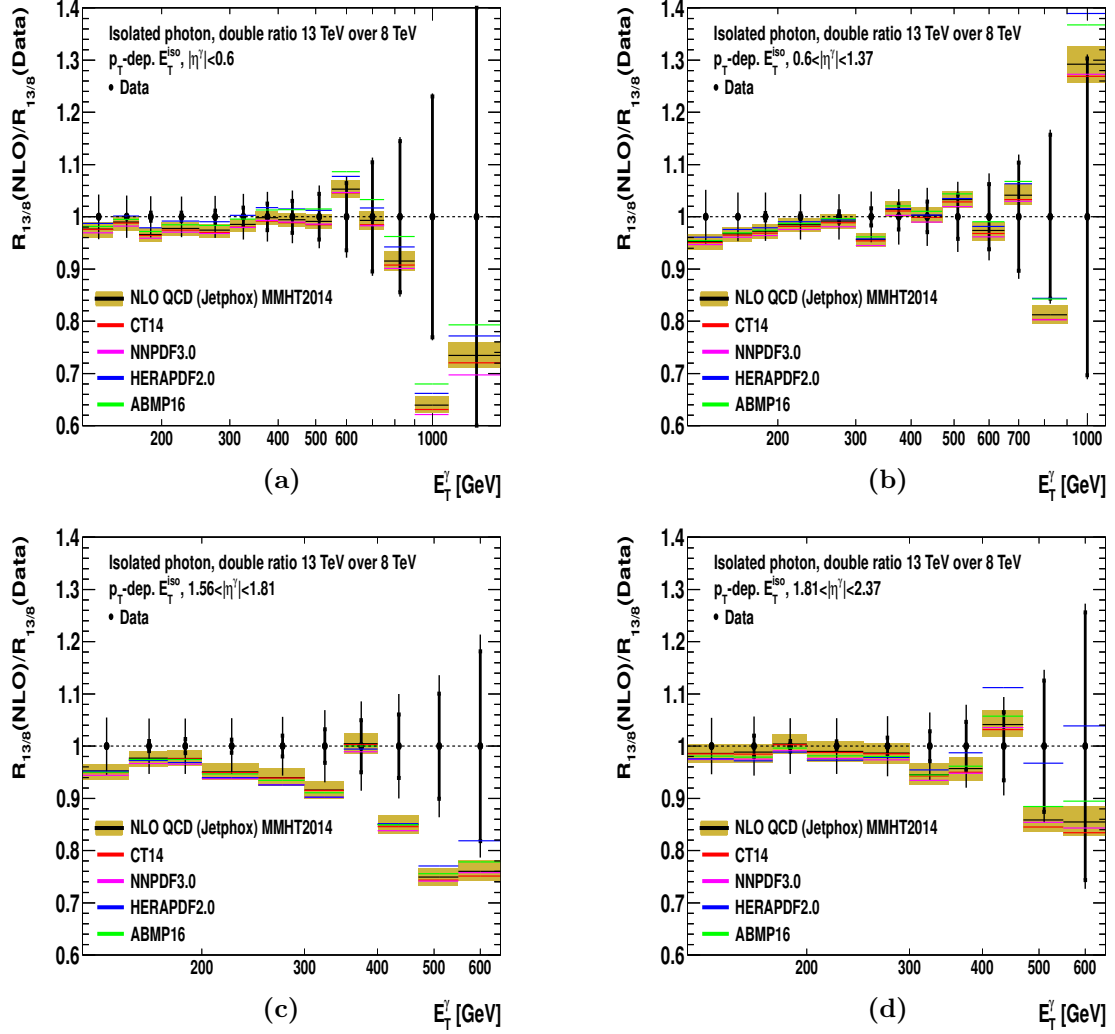 R_13/8(NLO)/R_13/8(Data)
1.4
1.3
1.2
1.1
1
0.9
0.8
0.7
0.6
Isolated photon, double ratio 13 TeV over 8 TeV
p_T-dep. E_T^iso, |η^γ|<0.6
Data
NLO QCD (Jetphox) MMHT2014
CT14
NNPDF3.0
HERAPDF2.0
ABMP16
200 300 400 500 600 1000
(a) E_T^γ [GeV]
R_13/8(NLO)/R_13/8(Data)
1.4
1.3
1.2
1.1
1
0.9
0.8
0.7
0.6
Isolated photon, double ratio 13 TeV over 8 TeV
p_T-dep. E_T^iso, 0.6<|η^γ|<1.37
Data
NLO QCD (Jetphox) MMHT2014
CT14
NNPDF3.0
HERAPDF2.0
ABMP16
200 300 400 500 600 700 1000
(b) E_T^γ [GeV]
R_13/8(NLO)/R_13/8(Data)
1.4
1.3
1.2
1.1
1
0.9
0.8
0.7
0.6
Isolated photon, double ratio 13 TeV over 8 TeV
p_T-dep. E_T^iso, 1.56<|η^γ|<1.81
Data
NLO QCD (Jetphox) MMHT2014
CT14
NNPDF3.0
HERAPDF2.0
ABMP16
200 300 400 500 600
(c) E_T^γ [GeV]
R_13/8(NLO)/R_13/8(Data)
1.4
1.3
1.2
1.1
1
0.9
0.8
0.7
0.6
Isolated photon, double ratio 13 TeV over 8 TeV
p_T-dep. E_T^iso, 1.81<|η^γ|<2.37
Data
NLO QCD (Jetphox) MMHT2014
CT14
NNPDF3.0
HERAPDF2.0
ABMP16
200 300 400 500 600
(d) E_T^γ [GeV]